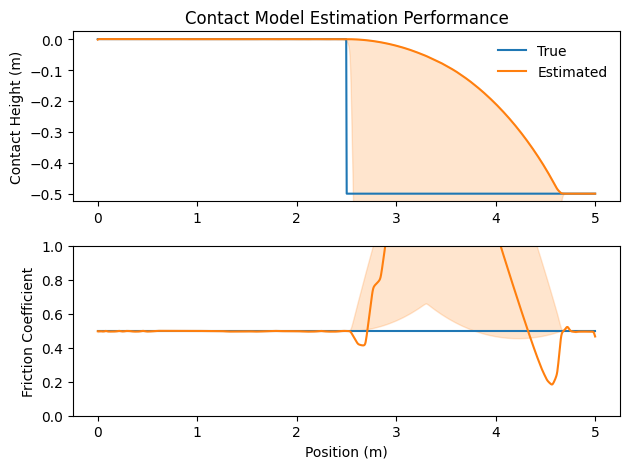 Contact Model Estimation Performance
Contact Height (m)
0.0
−0.1
−0.2
−0.3
−0.4
−0.5
True
Estimated
0 1 2 3 4 5
Friction Coefficient
1.0
0.8
0.6
0.4
0.2
0.0
0 1 2 3 4 5
Position (m)